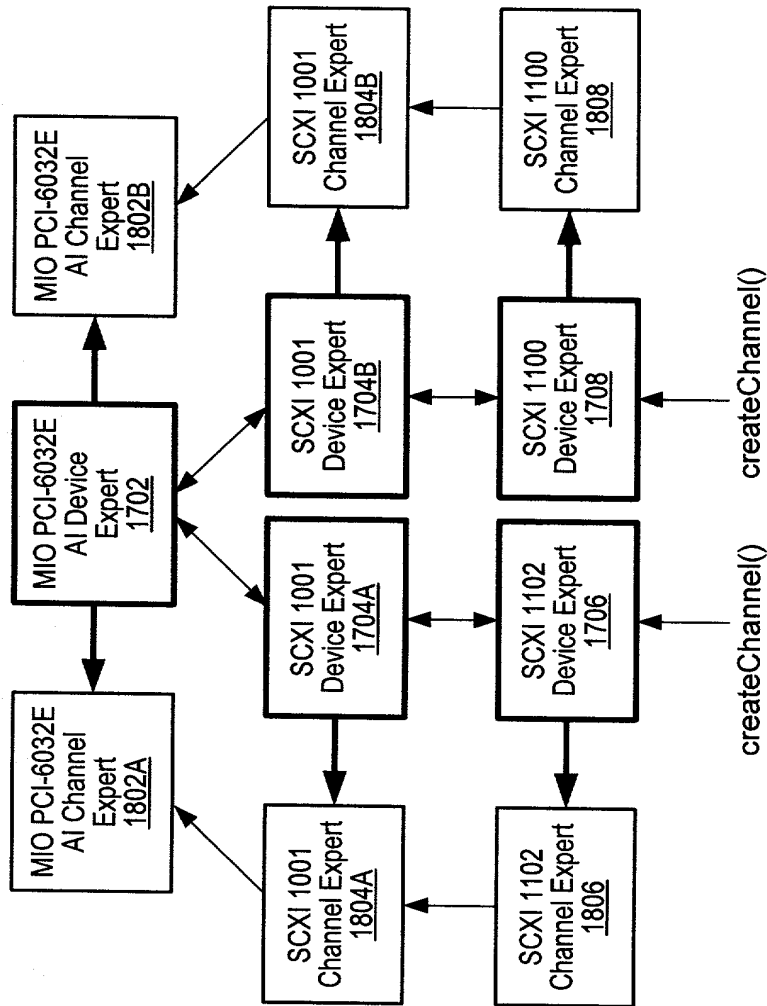 MIO PCI-6032E
AI Channel
Expert
1802A
MIO PCI-6032E
AI Device
Expert
1702
MIO PCI-6032E
AI Channel
Expert
1802B
SCXI 1001
Channel Expert
1804A
SCXI 1001
Device Expert
1704A
SCXI 1001
Device Expert
1704B
SCXI 1001
Channel Expert
1804B
SCXI 1102
Channel Expert
1806
SCXI 1102
Device Expert
1706
SCXI 1100
Device Expert
1708
SCXI 1100
Channel Expert
1808
createChannel()
createChannel()